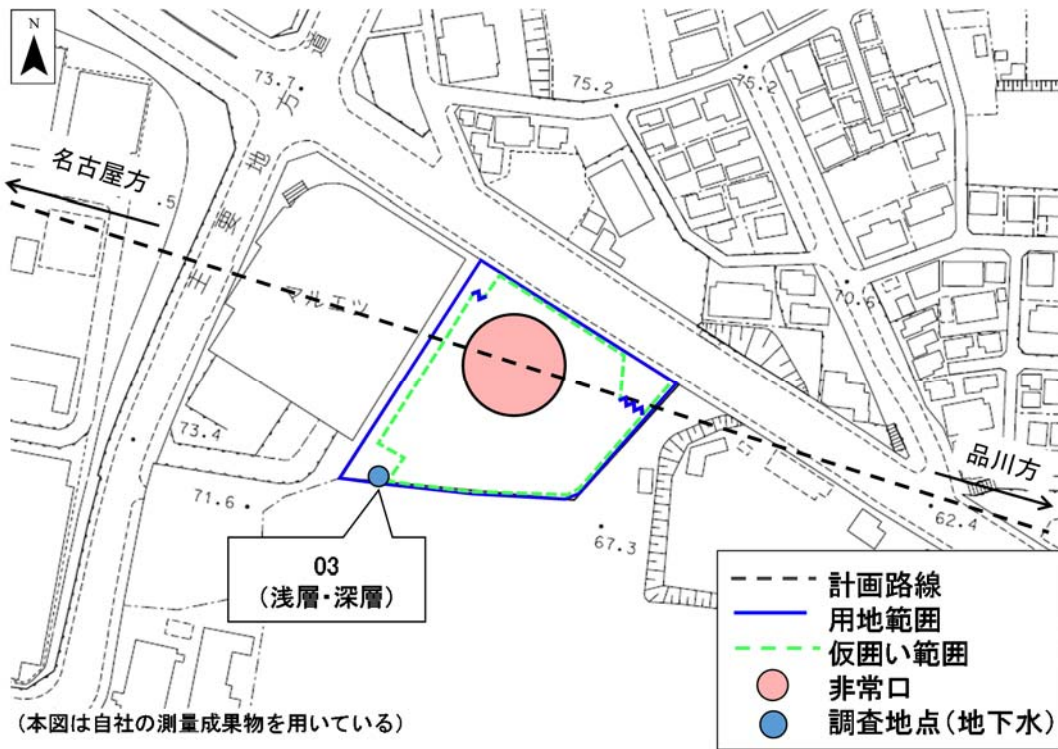 N
道
方
地
要
主
73.7
75.2
75.2
名古屋方
.5
マルエツ
70.6
73.4
71.6
品川方
62.4
67.3
03
(浅層・深層)
計画路線
用地範囲
仮囲い範囲
非常口
調査地点(地下水)
(本図は自社の測量成果物を用いている)